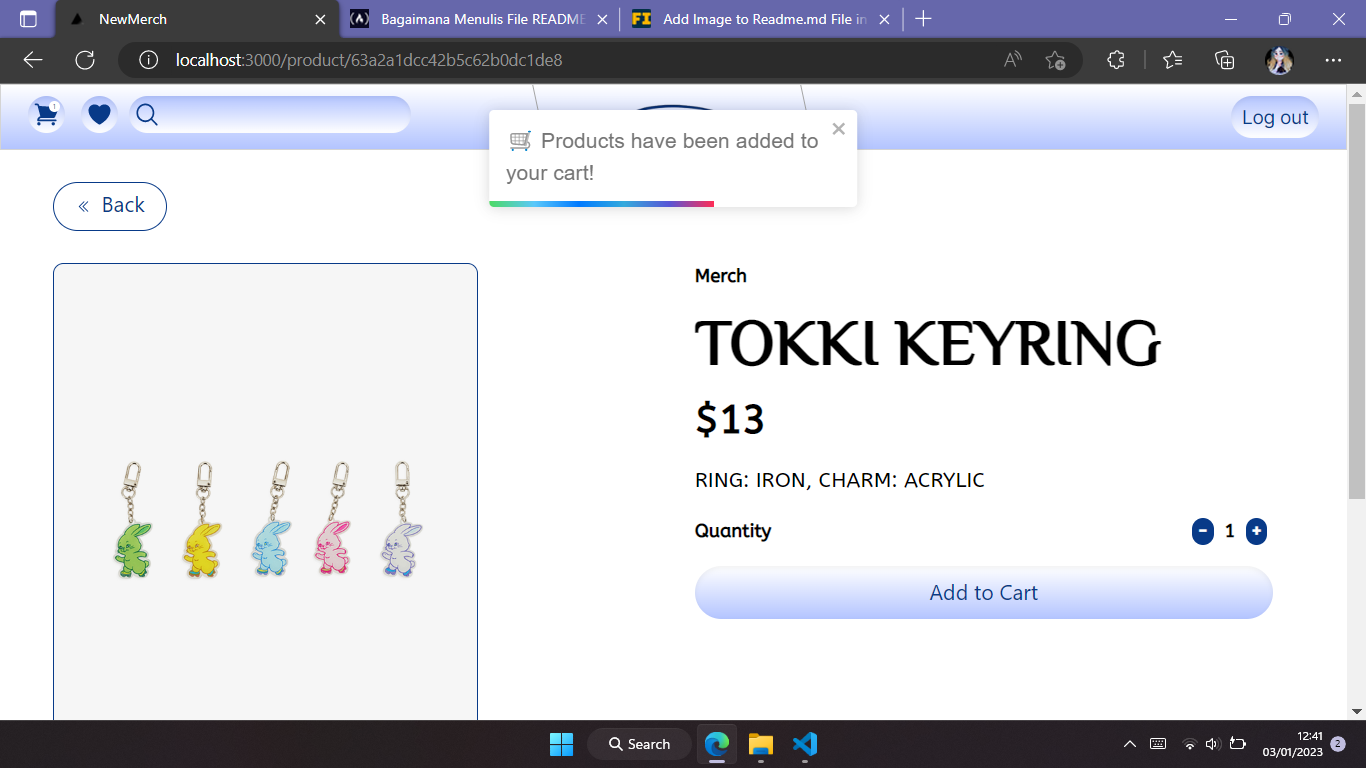 NewMerch
Bagaimana Menulis File README
Add Image to Readme.md File in
localhost:3000/product/63a2a1dcc42b5c62b0dc1de8
1
Log out
Products have been added to
your cart!
Back
Merch
TOKKI KEYRING
$13
RING: IRON, CHARM: ACRYLIC
Quantity
- 1 +
Add to Cart
Search
12:41
03/01/2023
2